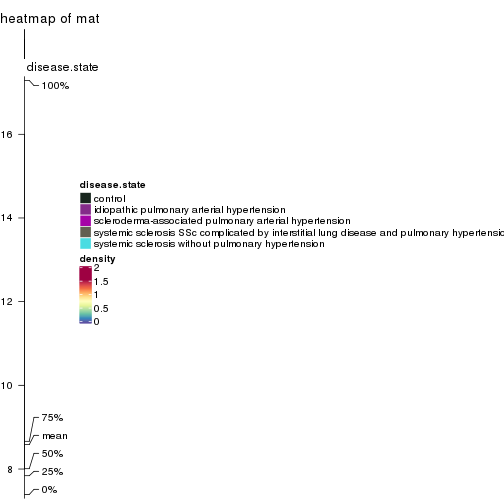 heatmap of mat
disease.state
100%
16
disease.state
control
idiopathic pulmonary arterial hypertension
scleroderma-associated pulmonary arterial hypertension
14
systemic sclerosis SSc complicated by interstitial lung disease and pulmonary hypertensio
systemic sclerosis without pulmonary hypertension
density
2
1.5
1
0.5
0
12
10
75%
mean
50%
8
25%
0%